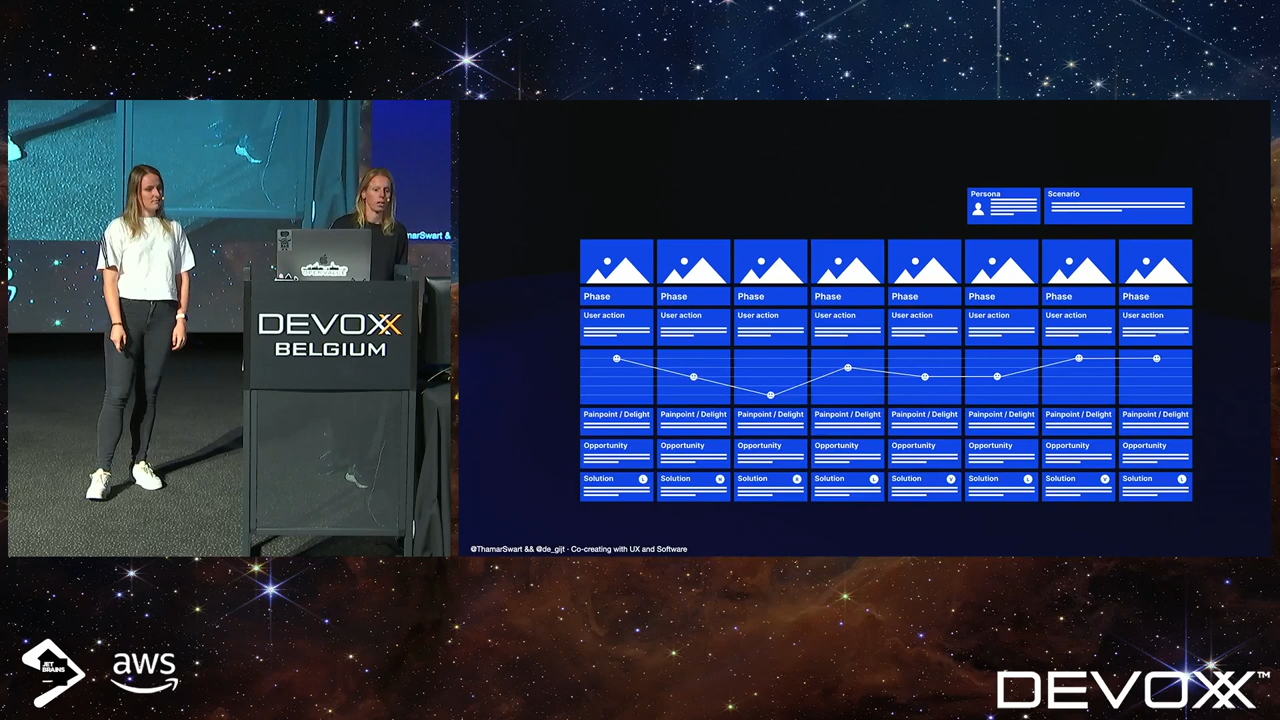 marSwart &
DEVOXX
BELGIUM
Persona
Scenario
Phase Phase Phase Phase Phase Phase Phase Phase
User action User action User action User action User action User action User action User action
Painpoint / Delight Painpoint / Delight Painpoint / Delight Painpoint / Delight Painpoint / Delight Painpoint / Delight Painpoint / Delight Painpoint / Delight
Opportunity Opportunity Opportunity Opportunity Opportunity Opportunity Opportunity Opportunity
Solution Solution Solution Solution Solution Solution Solution Solution
@ThamarSwart && @de_gijt · Co-creating with UX and Software
JET
BRAINS
aws
DEVOXX™